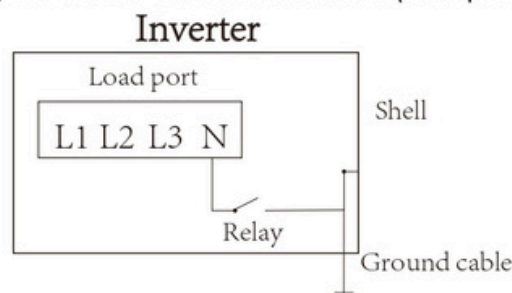 Inverter
Load port
Shell
L1 L2 L3 N
Relay
Ground cable